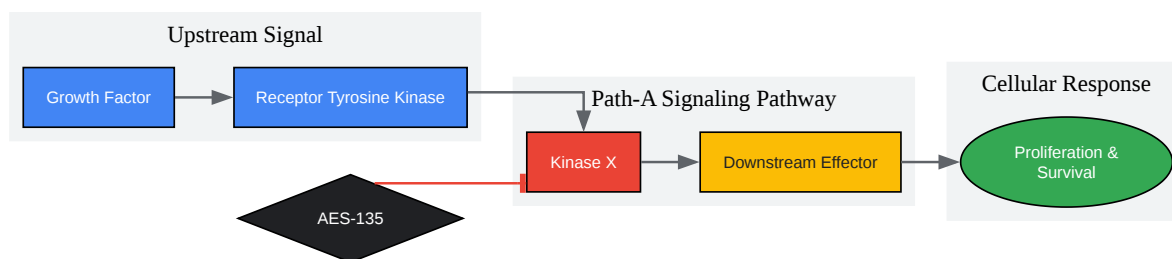 Upstream Signal
Growth Factor
Receptor Tyrosine Kinase
Path-A Signaling Pathway
Kinase X
Downstream Effector
Cellular Response
Proliferation &
Survival
AES-135